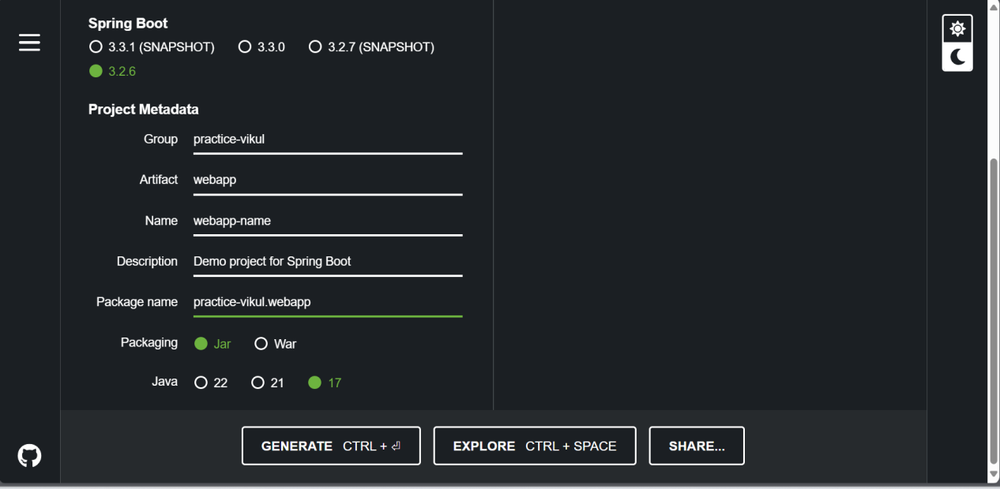 Spring Boot
3.3.1 (SNAPSHOT) 3.3.0 3.2.7 (SNAPSHOT)
3.2.6
Project Metadata
Group practice-vikul
Artifact webapp
Name webapp-name
Description Demo project for Spring Boot
Package name practice-vikul.webapp
Packaging Jar War
Java 22 21 17
GENERATE CTRL + ⏎ EXPLORE CTRL + SPACE SHARE...